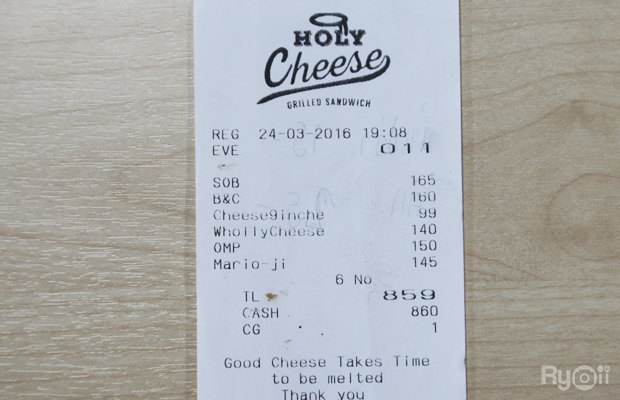 HOLY
Cheese
GRILLED SANDWICH
REG 24-03-2016 19:08
EVE 011
SOB 165
B&C 160
Cheese9inche 99
WhollyCheese 140
OMP 150
Mario-ji 145
6 No
TL 859
CASH 860
CG 1
Good Cheese Takes Time
to be melted
Thank you
Ryoii